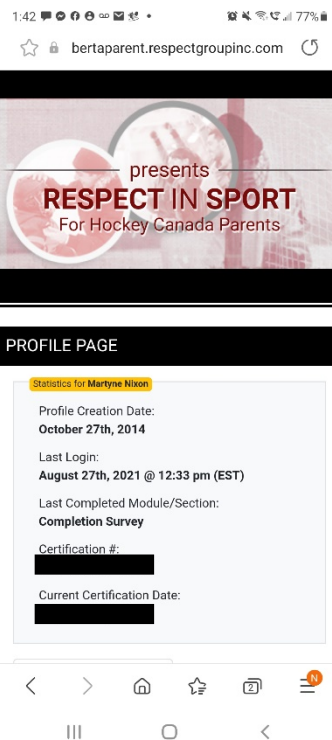 1:42
77%
bertaparent.respectgroupinc.com
presents
RESPECT IN SPORT
For Hockey Canada Parents
PROFILE PAGE
Statistics for Martyne Nixon
Profile Creation Date:
October 27th, 2014
Last Login:
August 27th, 2021 @ 12:33 pm (EST)
Last Completed Module/Section:
Completion Survey
Certification #:
Current Certification Date:
2
N